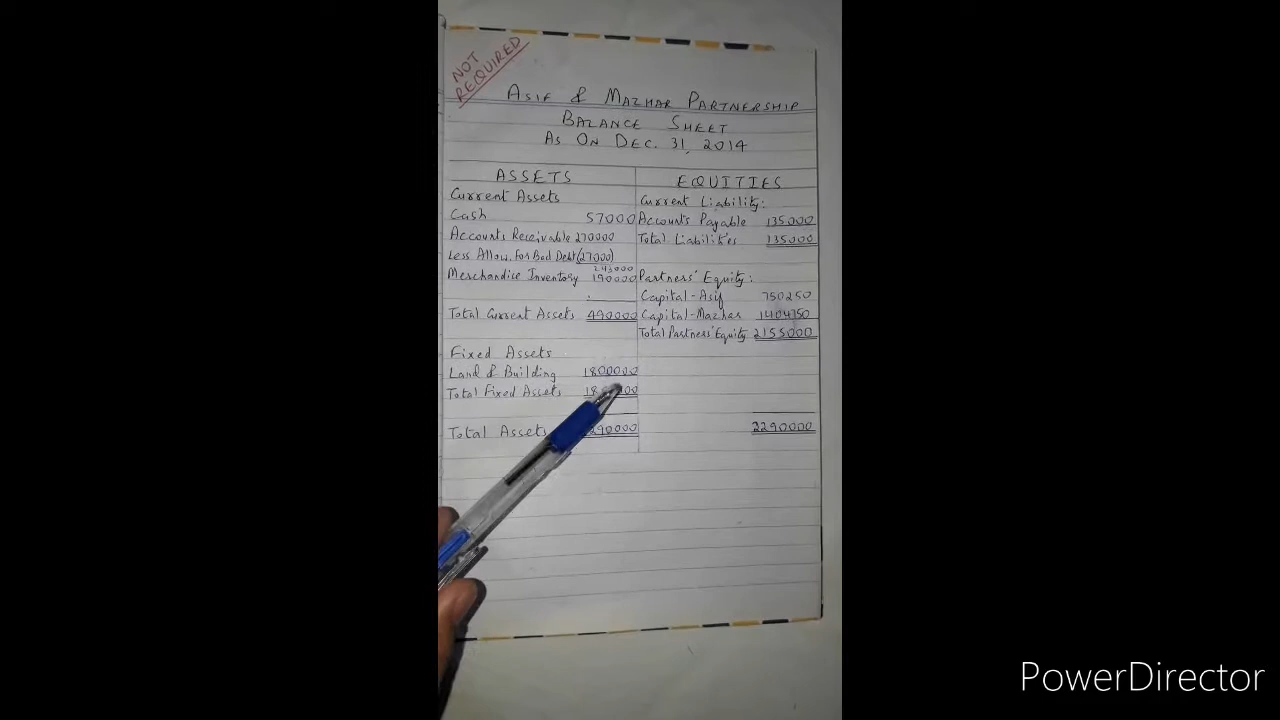 NOT
REQUIRED
ASIF & MAZHAR PARTNERSHIP
BALANCE SHEET
AS ON DEC. 31, 2014
ASSETS
Current Assets
Cash 57000
Accounts Receivable 270000
Less Allow. For Bad Debt (27000)
243000
Merchandice Inventory 190000
Total Current Assets 490000
Fixed Assets
Land & Building 1800000
Total Fixed Assets
Total Assets
EQUITIES
Current Liability:
Accounts Payable 135000
Total Liabilites 135000
Partners' Equity:
Capital-Asif 750250
Capital-Mazhar 1404750
Total Partners' Equity 2155000
2290000
PowerDirector